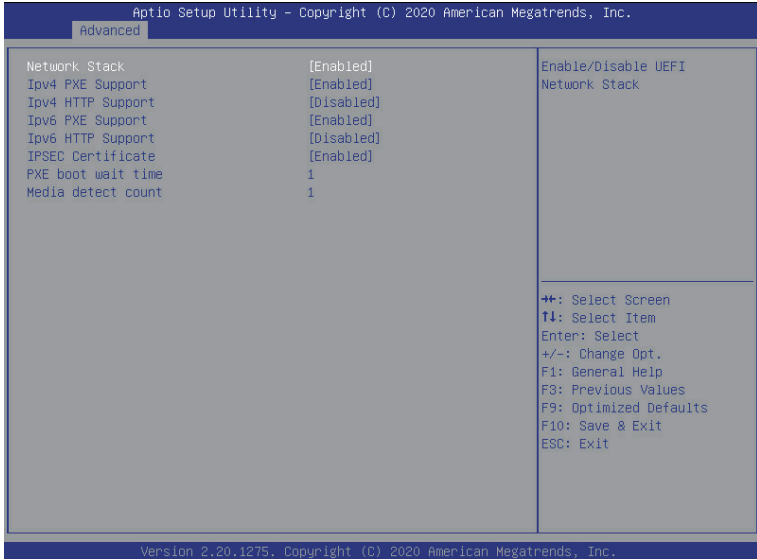 Aptio Setup Utility – Copyright (C) 2020 American Megatrends, Inc.
Advanced
Network Stack [Enabled]
Ipv4 PXE Support [Enabled]
Ipv4 HTTP Support [Disabled]
Ipv6 PXE Support [Enabled]
Ipv6 HTTP Support [Disabled]
IPSEC Certificate [Enabled]
PXE boot wait time 1
Media detect count 1
Enable/Disable UEFI
Network Stack
→←: Select Screen
↑↓: Select Item
Enter: Select
+/-: Change Opt.
F1: General Help
F3: Previous Values
F9: Optimized Defaults
F10: Save & Exit
ESC: Exit
Version 2.20.1275. Copyright (C) 2020 American Megatrends, Inc.